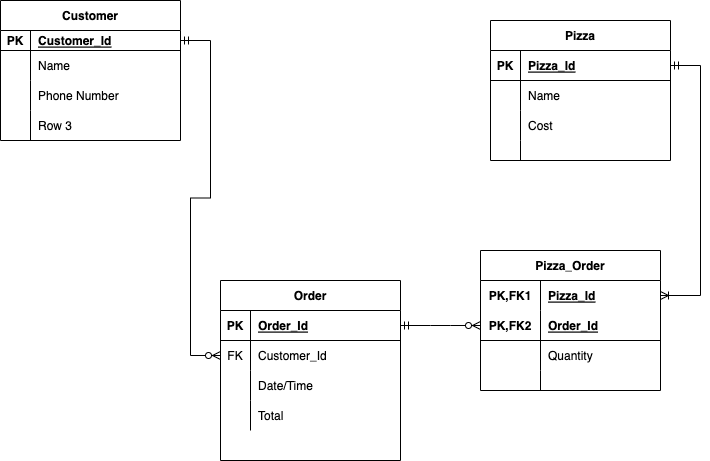 Customer
PK Customer_Id
Name
Phone Number
Row 3
Pizza
PK Pizza_Id
Name
Cost
Order
PK Order_Id
FK Customer_Id
Date/Time
Total
Pizza_Order
PK,FK1 Pizza_Id
PK,FK2 Order_Id
Quantity